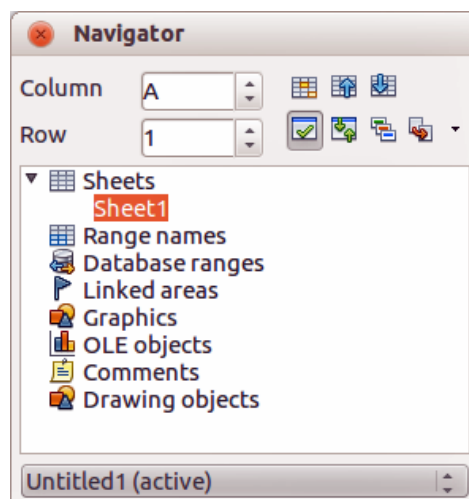 Navigator
Column A
Row 1
Sheets
Sheet1
Range names
Database ranges
Linked areas
Graphics
OLE objects
Comments
Drawing objects
Untitled1 (active)